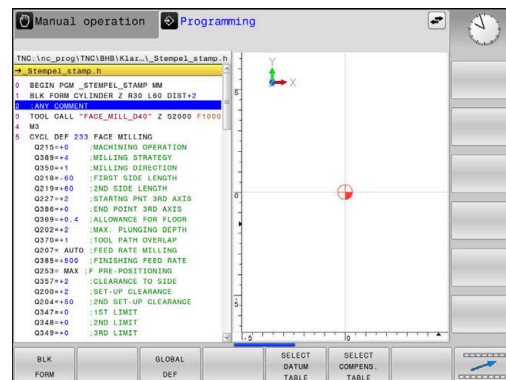 Manual operation
Programming
TNC:\nc_prog\TNC\BHB\Klar...\_Stempel_stamp.h
→_Stempel_stamp.h
0 BEGIN PGM _STEMPEL_STAMP MM
1 BLK FORM CYLINDER Z R30 L60 DIST+2
2 ;ANY COMMENT
3 TOOL CALL "FACE_MILL_D40" Z S2000 F1000
4 M3
5 CYCL DEF 233 FACE MILLING
Q215=+0 ;MACHINING OPERATION
Q389=+4 ;MILLING STRATEGY
Q350=+1 ;MILLING DIRECTION
Q218=-60 ;FIRST SIDE LENGTH
Q219=+60 ;2ND SIDE LENGTH
Q227=+2 ;STARTNG PNT 3RD AXIS
Q386=+0 ;END POINT 3RD AXIS
Q369=+0.4 ;ALLOWANCE FOR FLOOR
Q202=+2 ;MAX. PLUNGING DEPTH
Q370=+1 ;TOOL PATH OVERLAP
Q207= AUTO ;FEED RATE MILLING
Q385=+500 ;FINISHING FEED RATE
Q253= MAX ;F PRE-POSITIONING
Q357=+2 ;CLEARANCE TO SIDE
Q200=+2 ;SET-UP CLEARANCE
Q204=+50 ;2ND SET-UP CLEARANCE
Q347=+0 ;1ST LIMIT
Q348=+0 ;2ND LIMIT
Q349=+0 ;3RD LIMIT
Y
X
5
0
-5
-5 0
BLK FORM
GLOBAL DEF
SELECT DATUM TABLE
SELECT COMPENS. TABLE